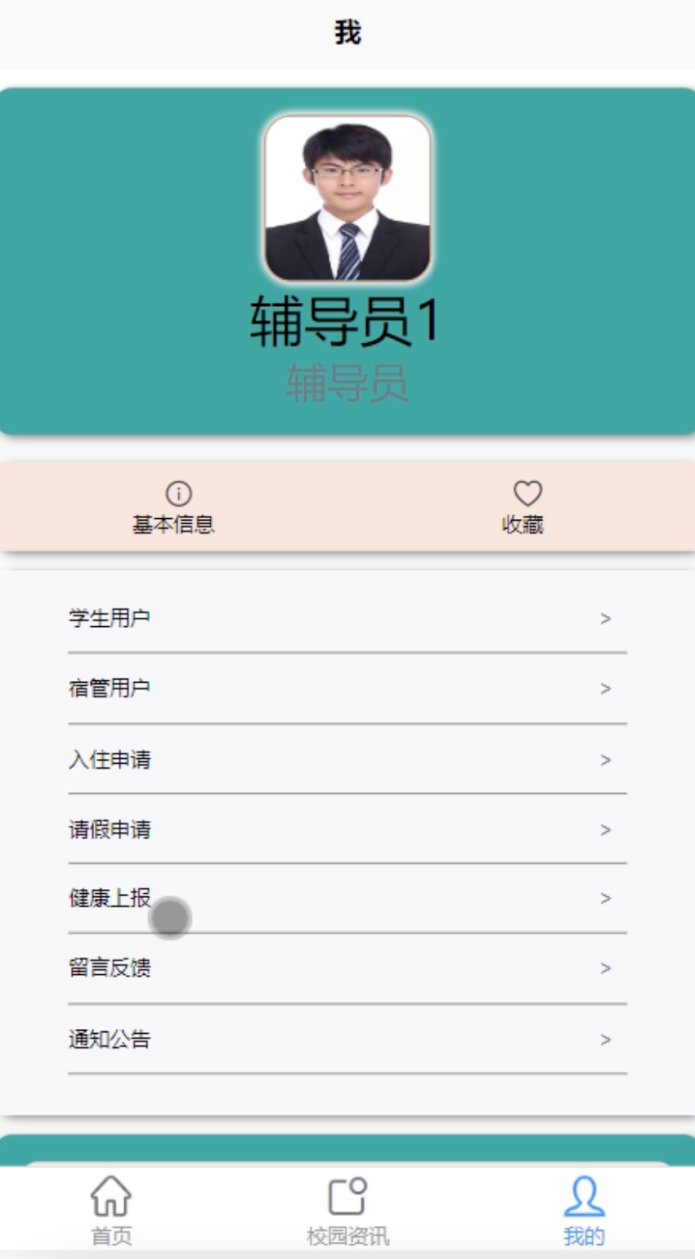 我
辅导员1
辅导员
基本信息 收藏
学生用户 >
宿管用户 >
入住申请 >
请假申请 >
健康上报 >
留言反馈 >
通知公告 >
首页 校园资讯 我的